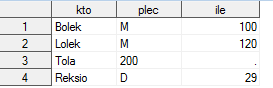 kto plec ile
1 Bolek M 100
2 Lolek M 120
3 Tola 200 .
4 Reksio D 29